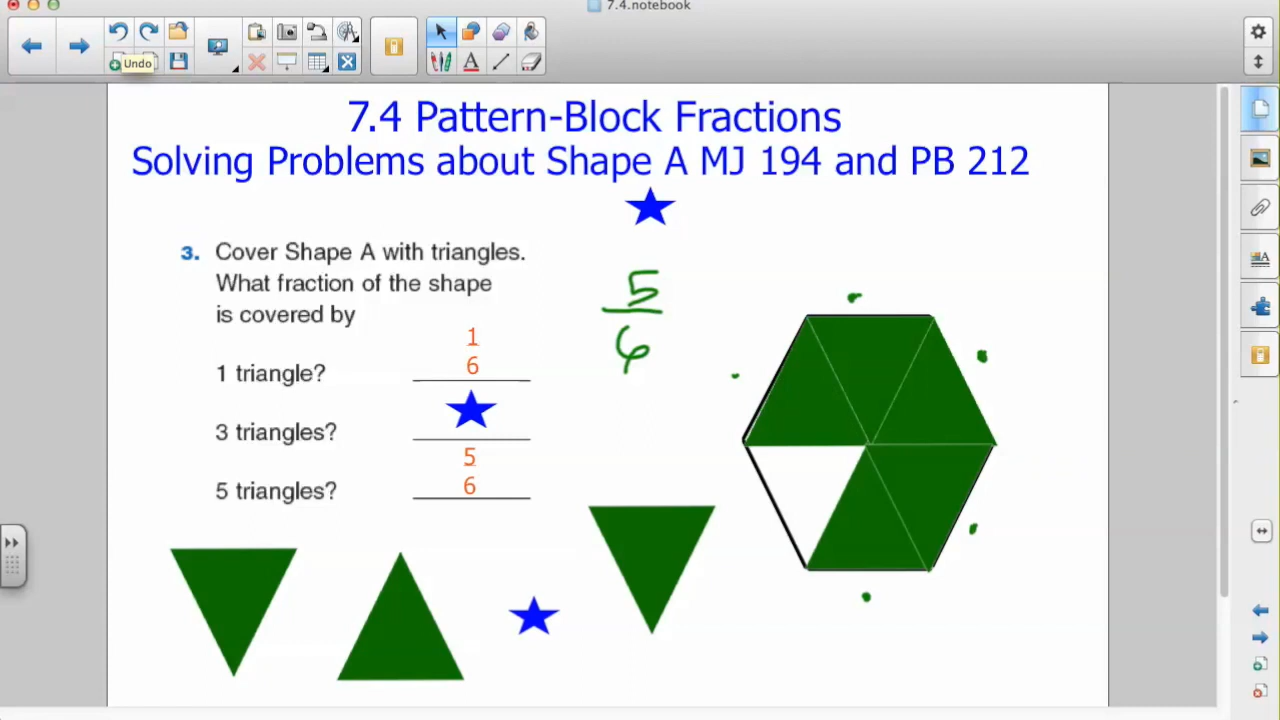 7.4.notebook
Undo
7.4 Pattern-Block Fractions
Solving Problems about Shape A MJ 194 and PB 212
3. Cover Shape A with triangles.
What fraction of the shape
is covered by
1
6
1 triangle?
3 triangles?
5
6
5 triangles?
5
6